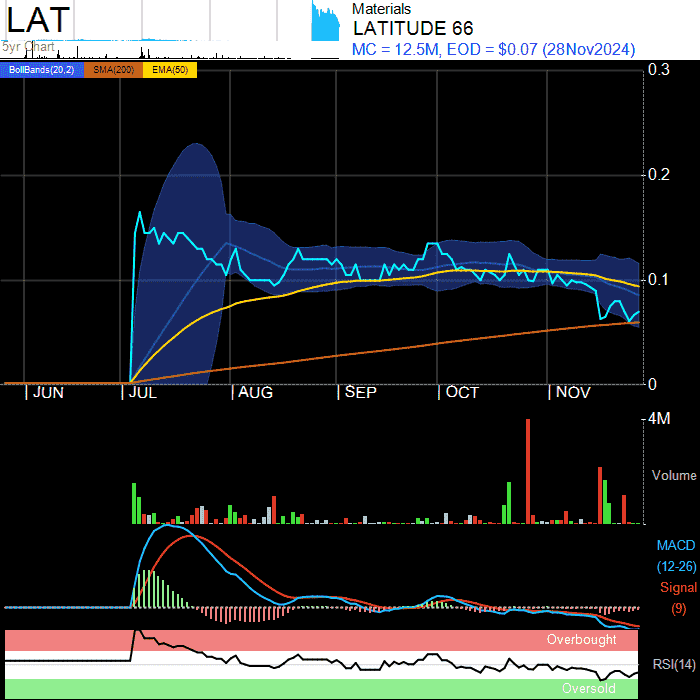 LAT
5yr Chart
Materials
LATITUDE 66
MC = 12.5M, EOD = $0.07 (28Nov2024)
BollBands(20,2) SMA(200) EMA(50)
0.3
0.2
0.1
0
JUN JUL AUG SEP OCT NOV
4M
Volume
MACD
(12-26)
Signal
(9)
Overbought
RSI(14)
Oversold